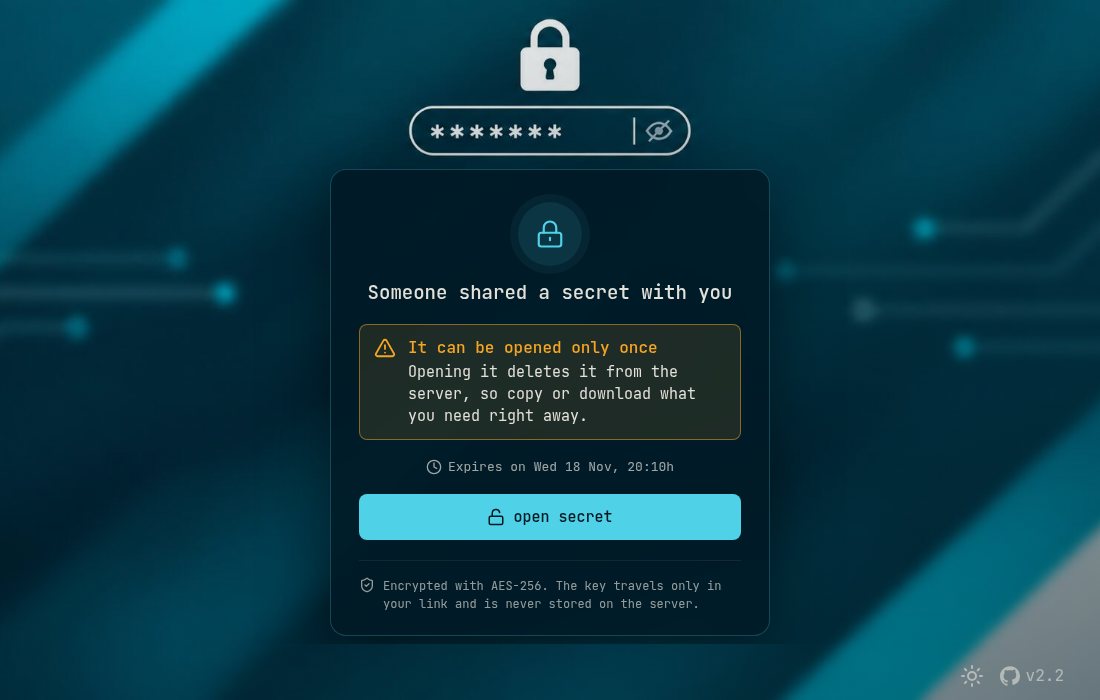 *******
Someone shared a secret with you
It can be opened only once
Opening it deletes it from the
server, so copy or download what
you need right away.
Expires on Wed 18 Nov, 20:10h
open secret
Encrypted with AES-256. The key travels only in
your link and is never stored on the server.
v2.2